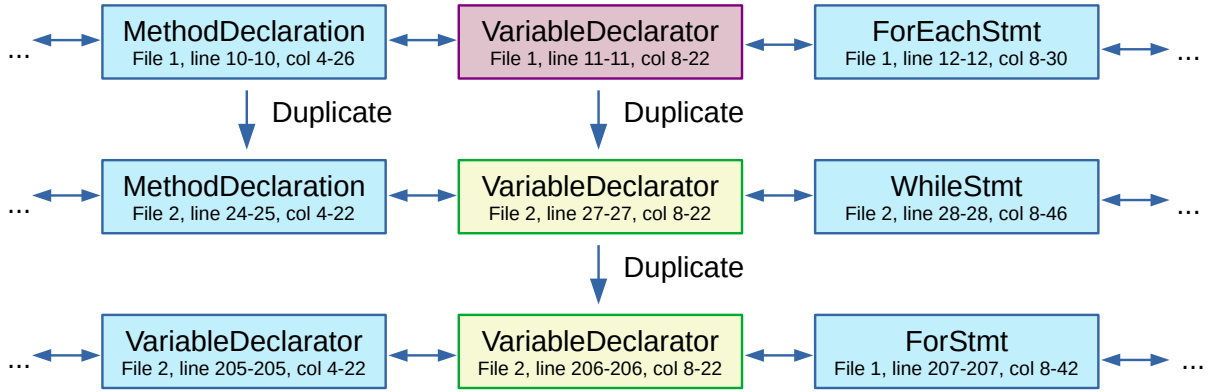 ... MethodDeclaration VariableDeclarator ForEachStmt ...
File 1, line 10-10, col 4-26 File 1, line 11-11, col 8-22 File 1, line 12-12, col 8-30
Duplicate Duplicate
... MethodDeclaration VariableDeclarator WhileStmt ...
File 2, line 24-25, col 4-22 File 2, line 27-27, col 8-22 File 2, line 28-28, col 8-46
Duplicate
... VariableDeclarator VariableDeclarator ForStmt ...
File 2, line 205-205, col 4-22 File 2, line 206-206, col 8-22 File 1, line 207-207, col 8-42